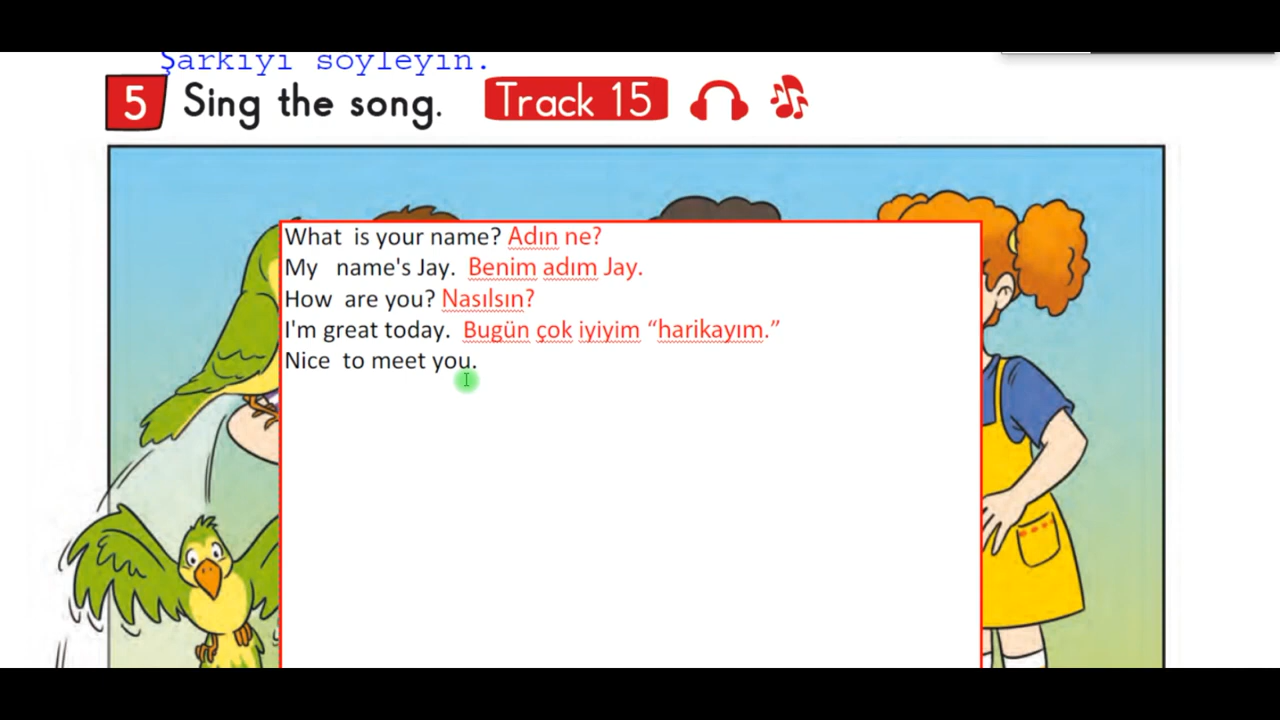 Şarkıyı söyleyin.
5 Sing the song. Track 15
What is your name? Adın ne?
My name's Jay. Benim adım Jay.
How are you? Nasılsın?
I'm great today. Bugün çok iyiyim “harikayım.”
Nice to meet you.